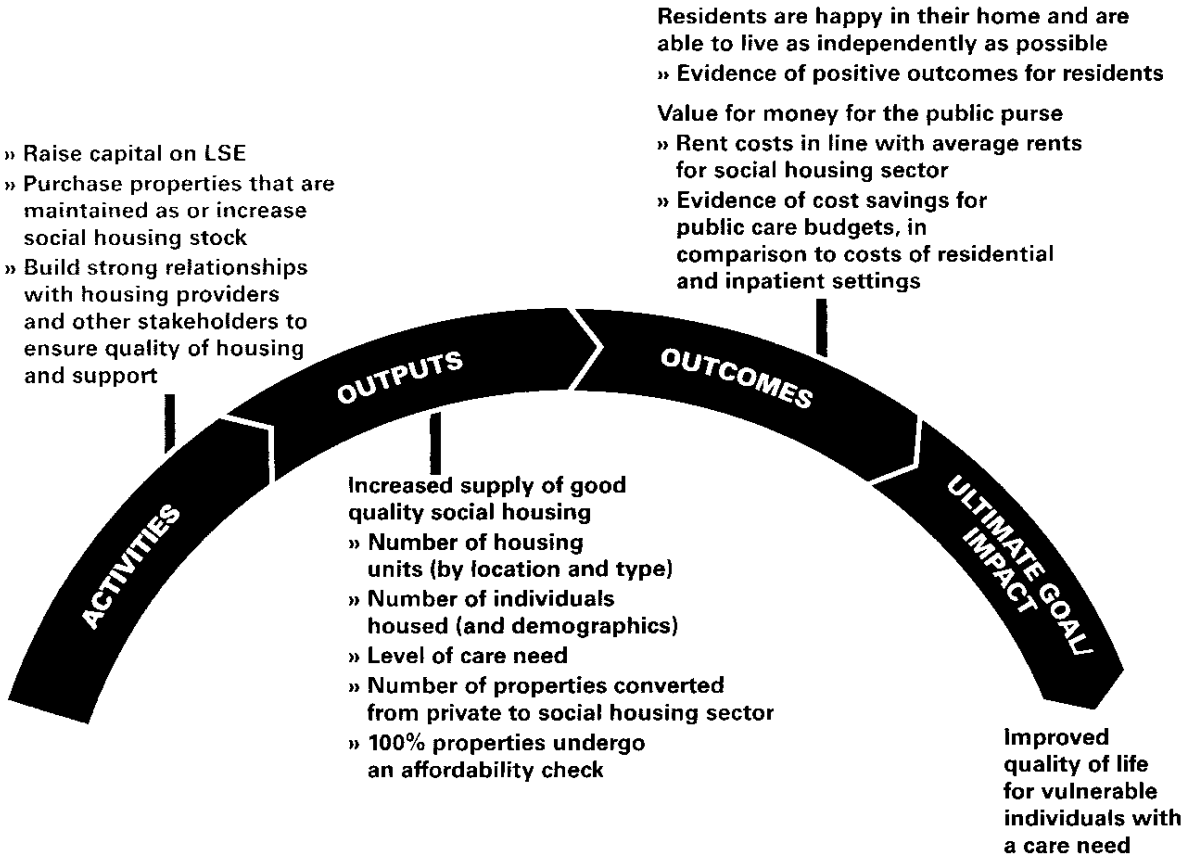 ACTIVITIES
» Raise capital on LSE
» Purchase properties that are
maintained as or increase
social housing stock
» Build strong relationships
with housing providers
and other stakeholders to
ensure quality of housing
and support
OUTPUTS
Increased supply of good
quality social housing
» Number of housing
units (by location and type)
» Number of individuals
housed (and demographics)
» Level of care need
» Number of properties converted
from private to social housing sector
» 100% properties undergo
an affordability check
OUTCOMES
Residents are happy in their home and are
able to live as independently as possible
» Evidence of positive outcomes for residents
Value for money for the public purse
» Rent costs in line with average rents
for social housing sector
» Evidence of cost savings for
public care budgets, in
comparison to costs of residential
and inpatient settings
ULTIMATE GOAL/
IMPACT
Improved
quality of life
for vulnerable
individuals with
a care need